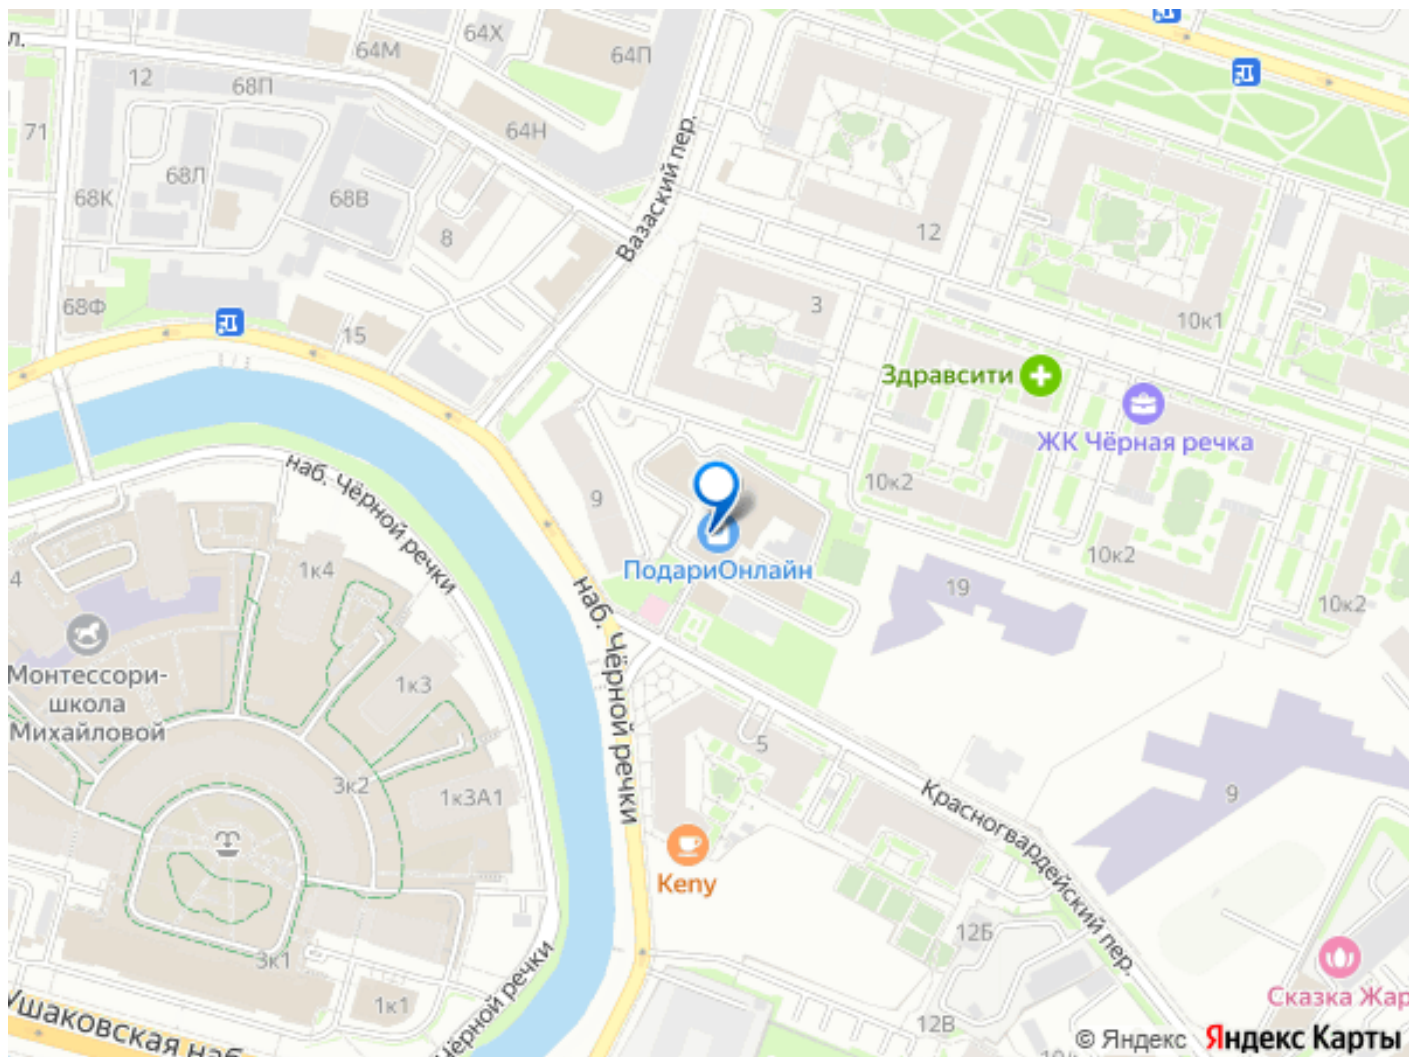 л.
64М
64Х
64П
12
68П
71
64Н
68Л
68К
68В
8
Вазаский пер.
12
68Ф
15
3
10к1
Здравсити
ЖК Чёрная речка
наб. Чёрной речки
9
10к2
ПодариОнлайн
10к2
4
1к4
19
10к2
наб. Чёрной речки
Монтессори-
школа
Михайловой
1к3
5
3к2
1к3А1
Красногвардейский пер.
9
Keny
12Б
3к1
1к1
Чёрной речки
Сказка Жар
12В
Ушаковская наб
© Яндекс Яндекс Карты